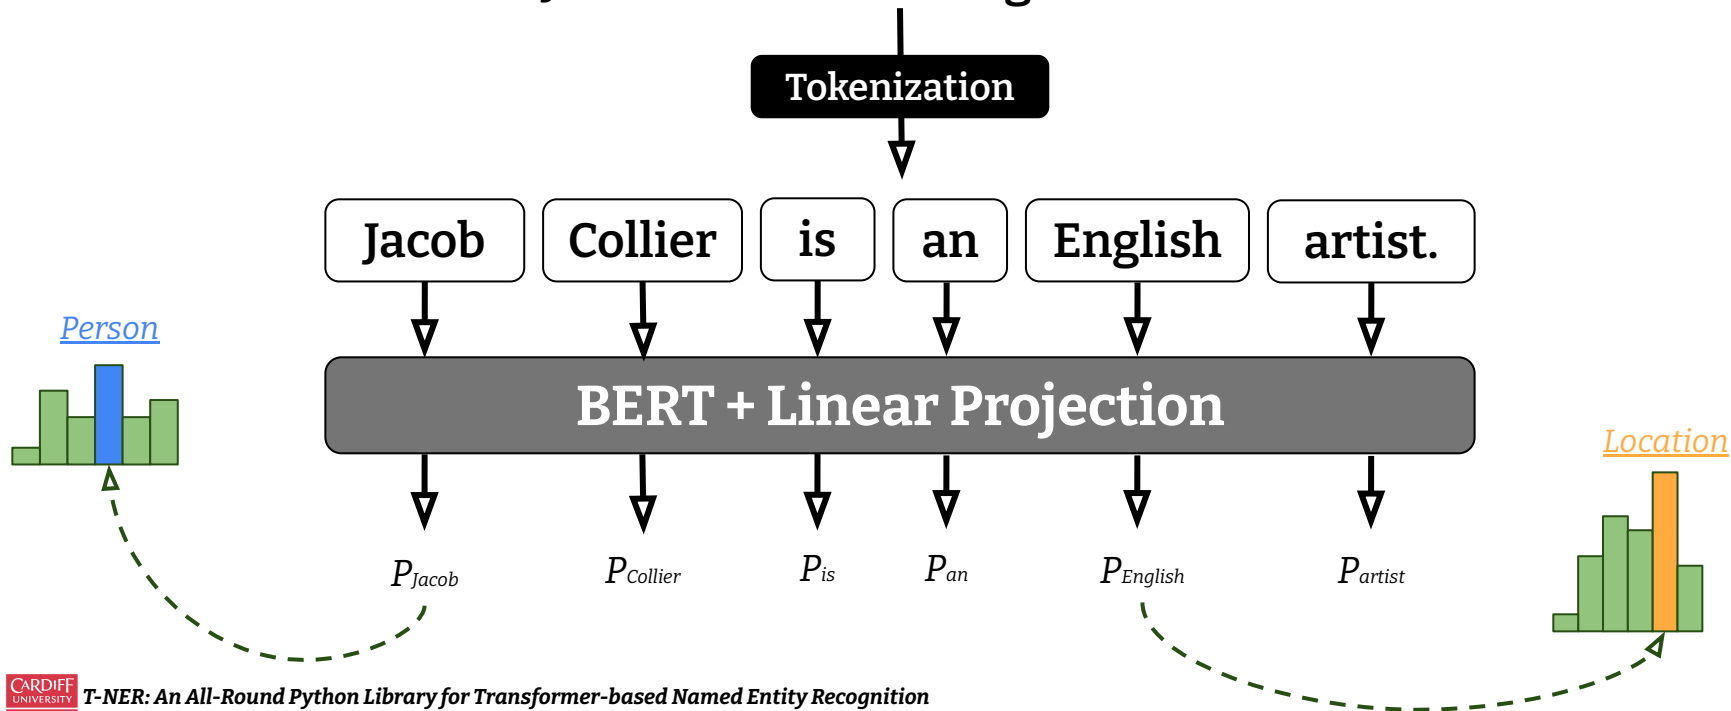 Tokenization
Jacob Collier is an English artist.
Person
BERT + Linear Projection
Location
PJacob PCollier Pis Pan PEnglish Partist
CARDIFF
UNIVERSITY
T-NER: An All-Round Python Library for Transformer-based Named Entity Recognition